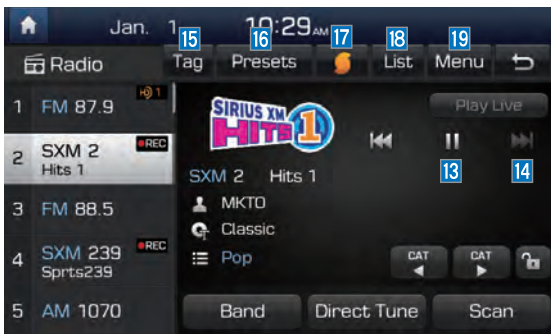 Jan. 1 10:29 AM
15 16 17 18 19
Radio Tag Presets List Menu
1 FM 87.9 HD 1
Play Live
SIRIUS XM
HITS 1
2 SXM 2 REC
Hits 1
13 14
SXM 2 Hits 1
3 FM 88.5
MKTO
Classic
4 SXM 239 REC
Sprts239
Pop
CAT CAT
5 AM 1070
Band Direct Tune Scan